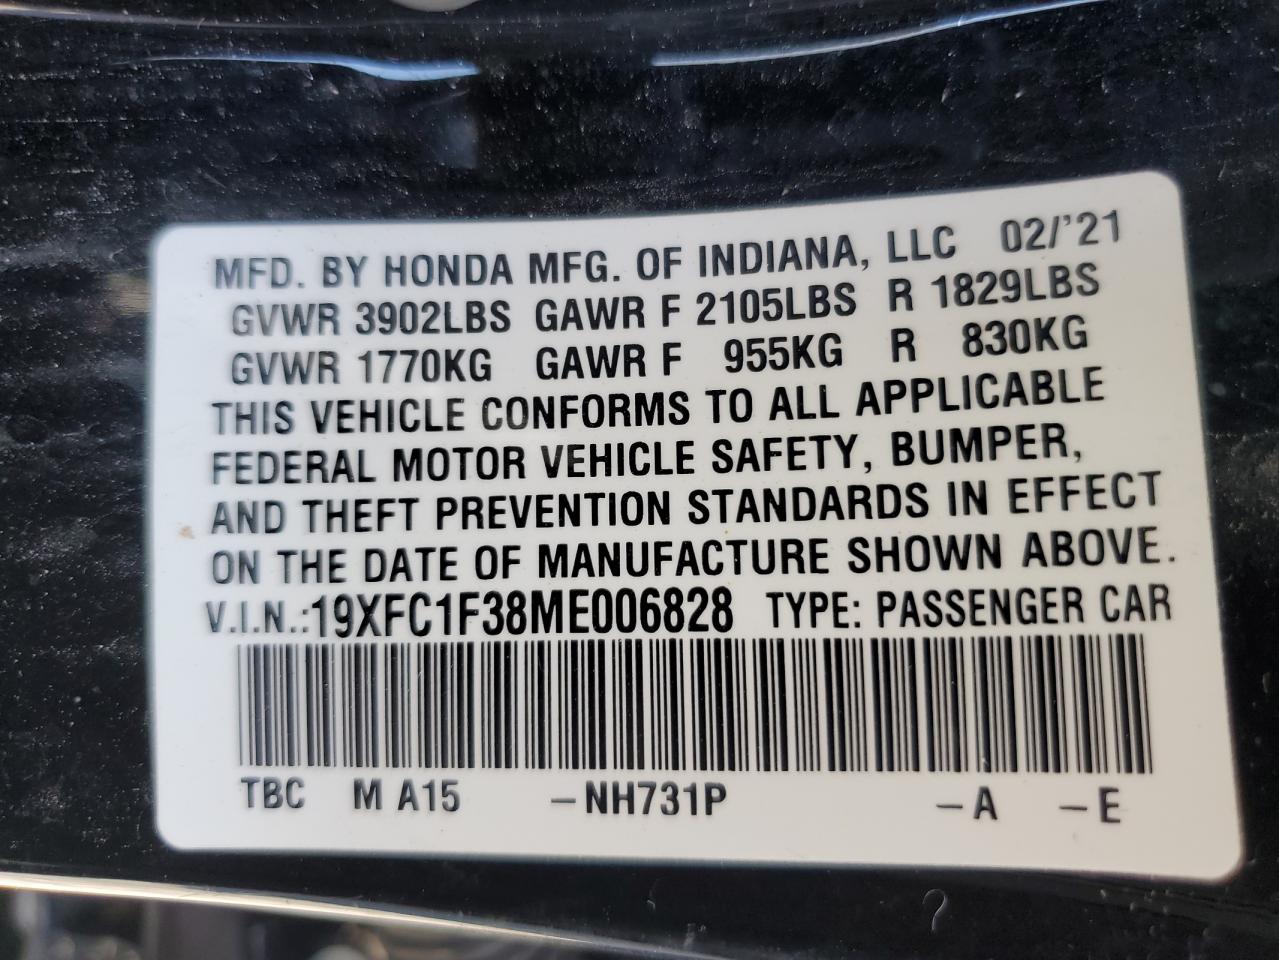 MFD. BY HONDA MFG. OF INDIANA, LLC 02/'21
GVWR 3902LBS GAWR F 2105LBS R 1829LBS
GVWR 1770KG GAWR F 955KG R 830KG
THIS VEHICLE CONFORMS TO ALL APPLICABLE
FEDERAL MOTOR VEHICLE SAFETY, BUMPER,
AND THEFT PREVENTION STANDARDS IN EFFECT
ON THE DATE OF MANUFACTURE SHOWN ABOVE.
V.I.N.:19XFC1F38ME006828 TYPE: PASSENGER CAR
TBC M A15 –NH731P –A –E